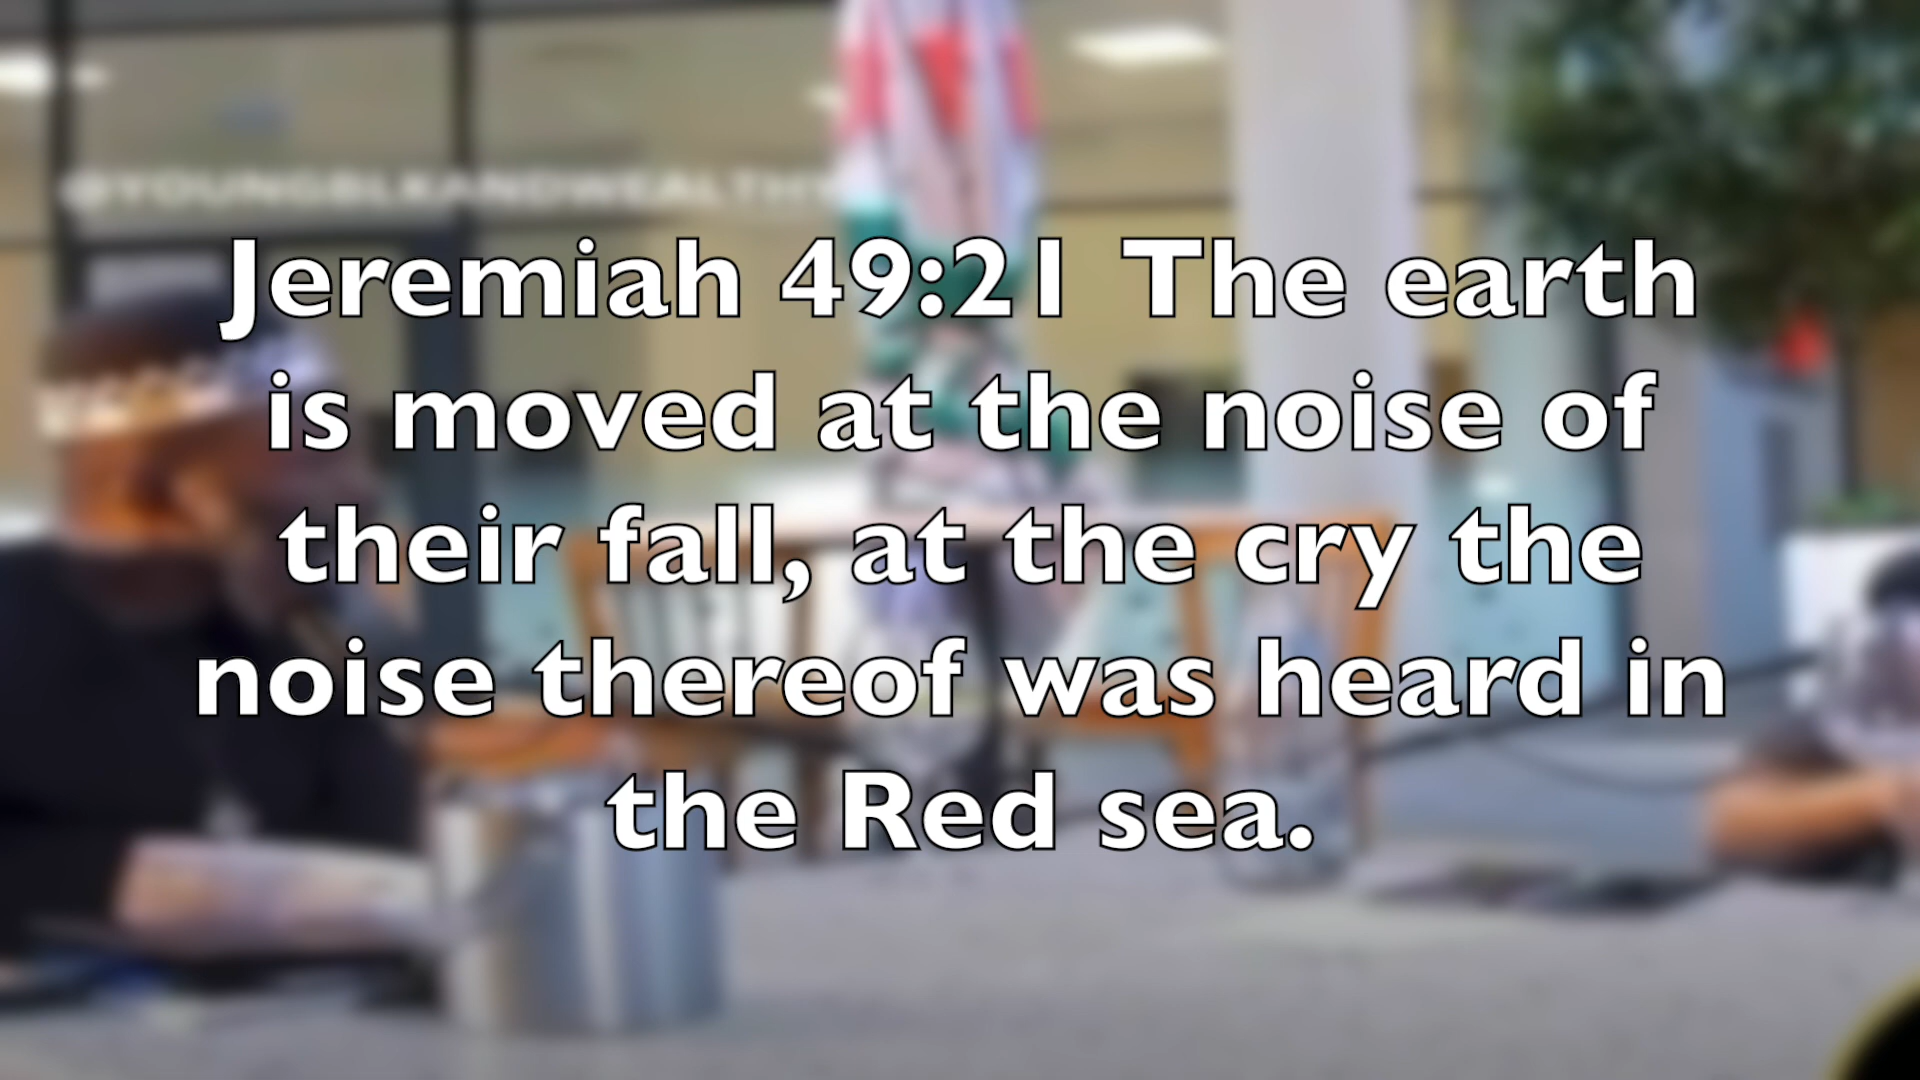 @YOUNGBLKANDWEALTHY
Jeremiah 49:21 The earth
is moved at the noise of
their fall, at the cry the
noise thereof was heard in
the Red sea.